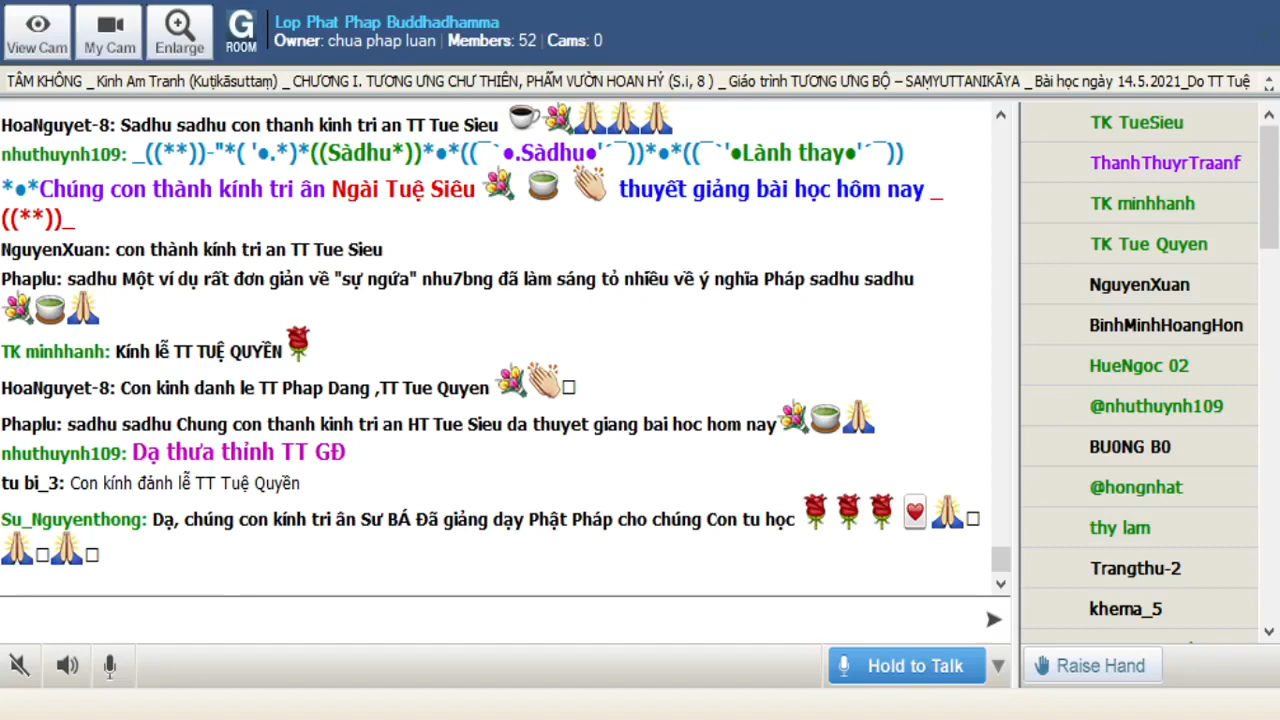 View Cam
My Cam
Enlarge
G
ROOM
Lop Phat Phap Buddhadhamma
Owner: chua phap luan | Members: 52 | Cams: 0
TÂM KHÔNG _Kinh Am Tranh (Kuṭikāsuttaṃ) _CHƯƠNG I. TƯƠNG ƯNG CHƯ THIÊN, PHẨM VƯỜN HOAN HỶ (S.i, 8 ) _Giáo trình TƯƠNG ƯNG BỘ – SAṂYUTTANIKĀYA _Bài học ngày 14.5.2021_Do TT Tuệ
HoaNguyet-8: Sadhu sadhu con thanh kinh tri an TT Tue Sieu
nhuthuynh109: _((**))-"*( '●.*)*((Sàdhu*))*●*((¯`●.Sàdhu●'´¯))*●*((¯`'●Lành thay●'´¯))
*●*Chúng con thành kính tri ân Ngài Tuệ Siêu thuyết giảng bài học hôm nay _
((**))_
NguyenXuan: con thành kính tri an TT Tue Sieu
Phaplu: sadhu Một ví dụ rất đơn giản về "sự ngứa" nhu7bng đã làm sáng tỏ nhiều về ý nghĩa Pháp sadhu sadhu
TK minhhanh: Kính lễ TT TUỆ QUYỀN
HoaNguyet-8: Con kinh danh le TT Phap Dang ,TT Tue Quyen
Phaplu: sadhu sadhu Chung con thanh kinh tri an HT Tue Sieu da thuyet giang bai hoc hom nay
nhuthuynh109: Dạ thưa thỉnh TT GĐ
tu bi_3: Con kính đảnh lễ TT Tuệ Quyền
Su_Nguyenthong: Dạ, chúng con kính tri ân Sư BÁ Đã giảng dạy Phật Pháp cho chúng Con tu học
Hold to Talk
TK TueSieu
ThanhThuyrTraanf
TK minhhanh
TK Tue Quyen
NguyenXuan
BinhMinhHoangHon
HueNgoc 02
@nhuthuynh109
BU0NG B0
@hongnhat
thy lam
Trangthu-2
khema_5
Raise Hand